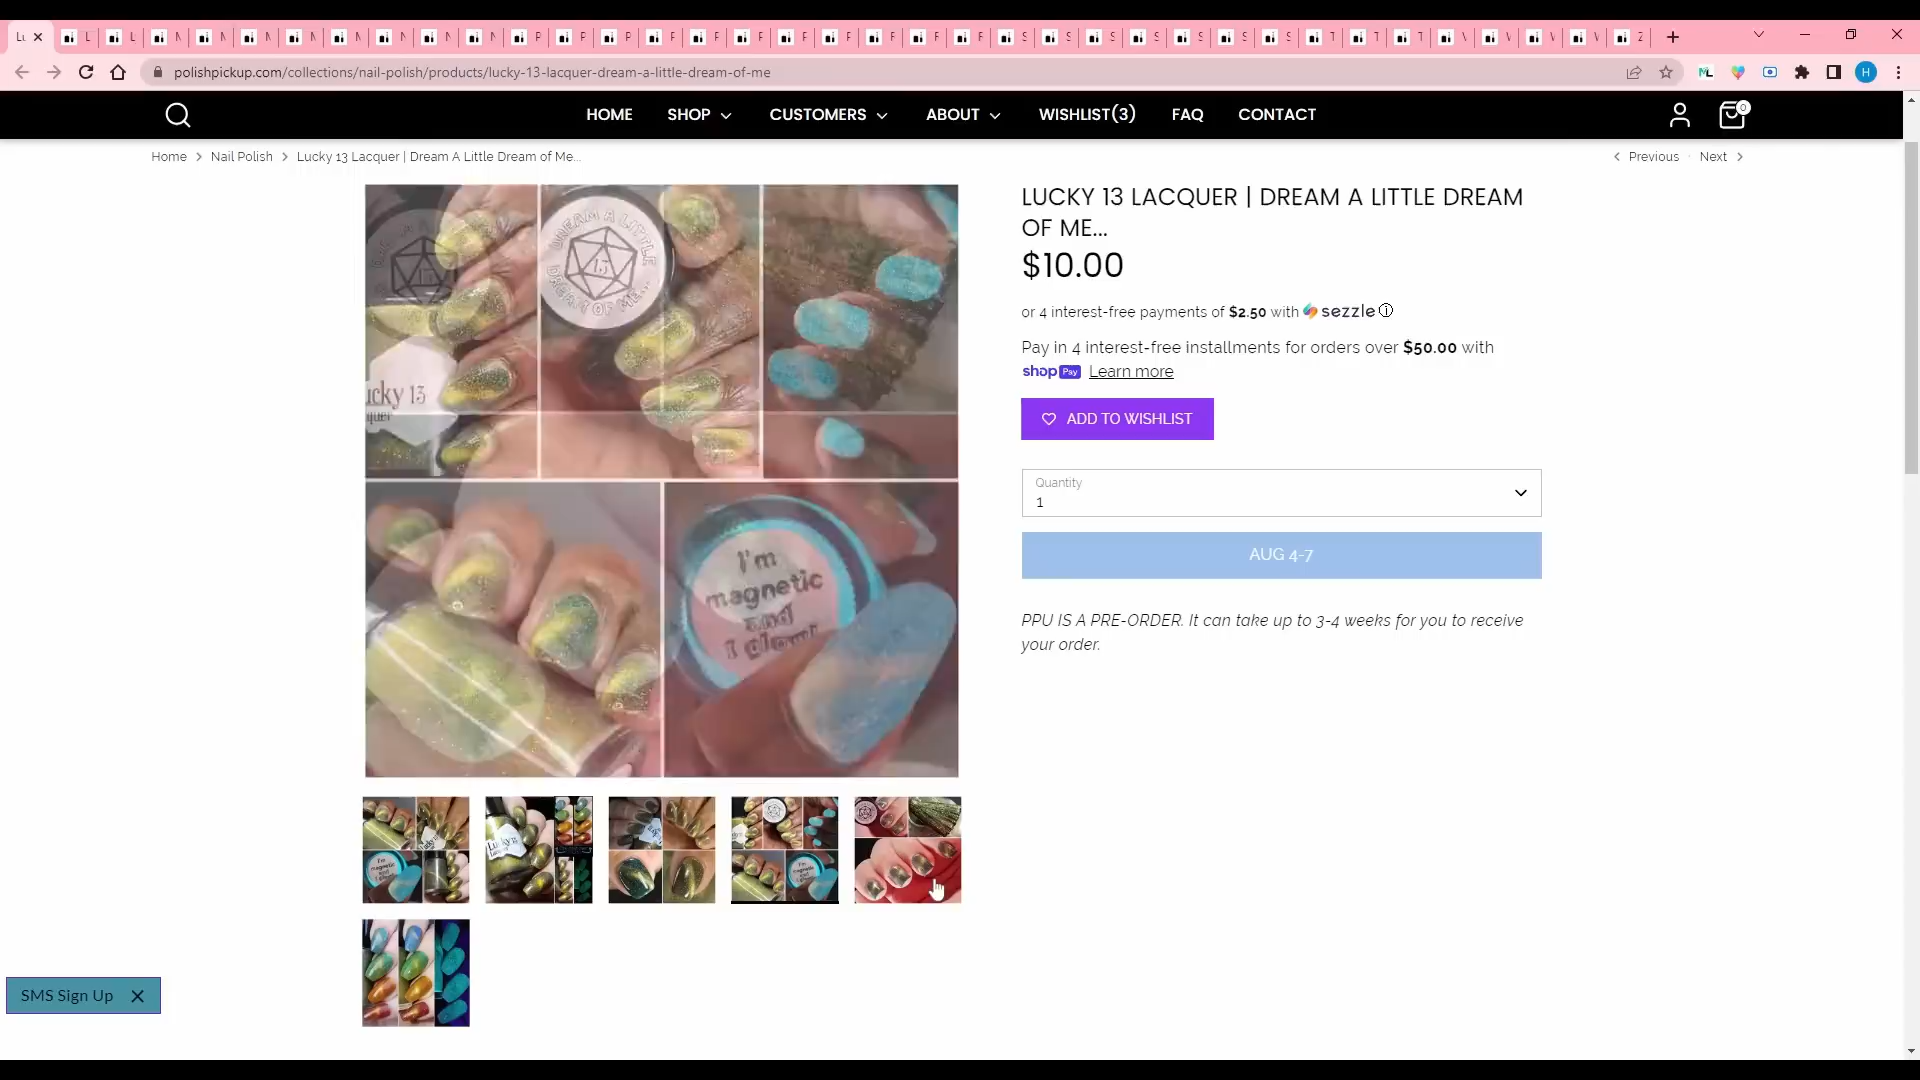 polishpickup.com/collections/nail-polish/products/lucky-13-lacquer-dream-a-little-dream-of-me
H
HOME
SHOP
CUSTOMERS
ABOUT
WISHLIST(3)
FAQ
CONTACT
0
Home > Nail Polish > Lucky 13 Lacquer | Dream A Little Dream of Me...
Previous
Next
LUCKY 13 LACQUER | DREAM A LITTLE DREAM
OF ME...
$10.00
or 4 interest-free payments of $2.50 with sezzle
Pay in 4 interest-free installments for orders over $50.00 with
shop Pay Learn more
ADD TO WISHLIST
Quantity
1
AUG 4-7
PPU IS A PRE-ORDER. It can take up to 3-4 weeks for you to receive
your order.
DREAM A LITTLE
DREAM OF ME...
13
ucky 13
quer
I'm
magnetic
and
I glow!
SMS Sign Up